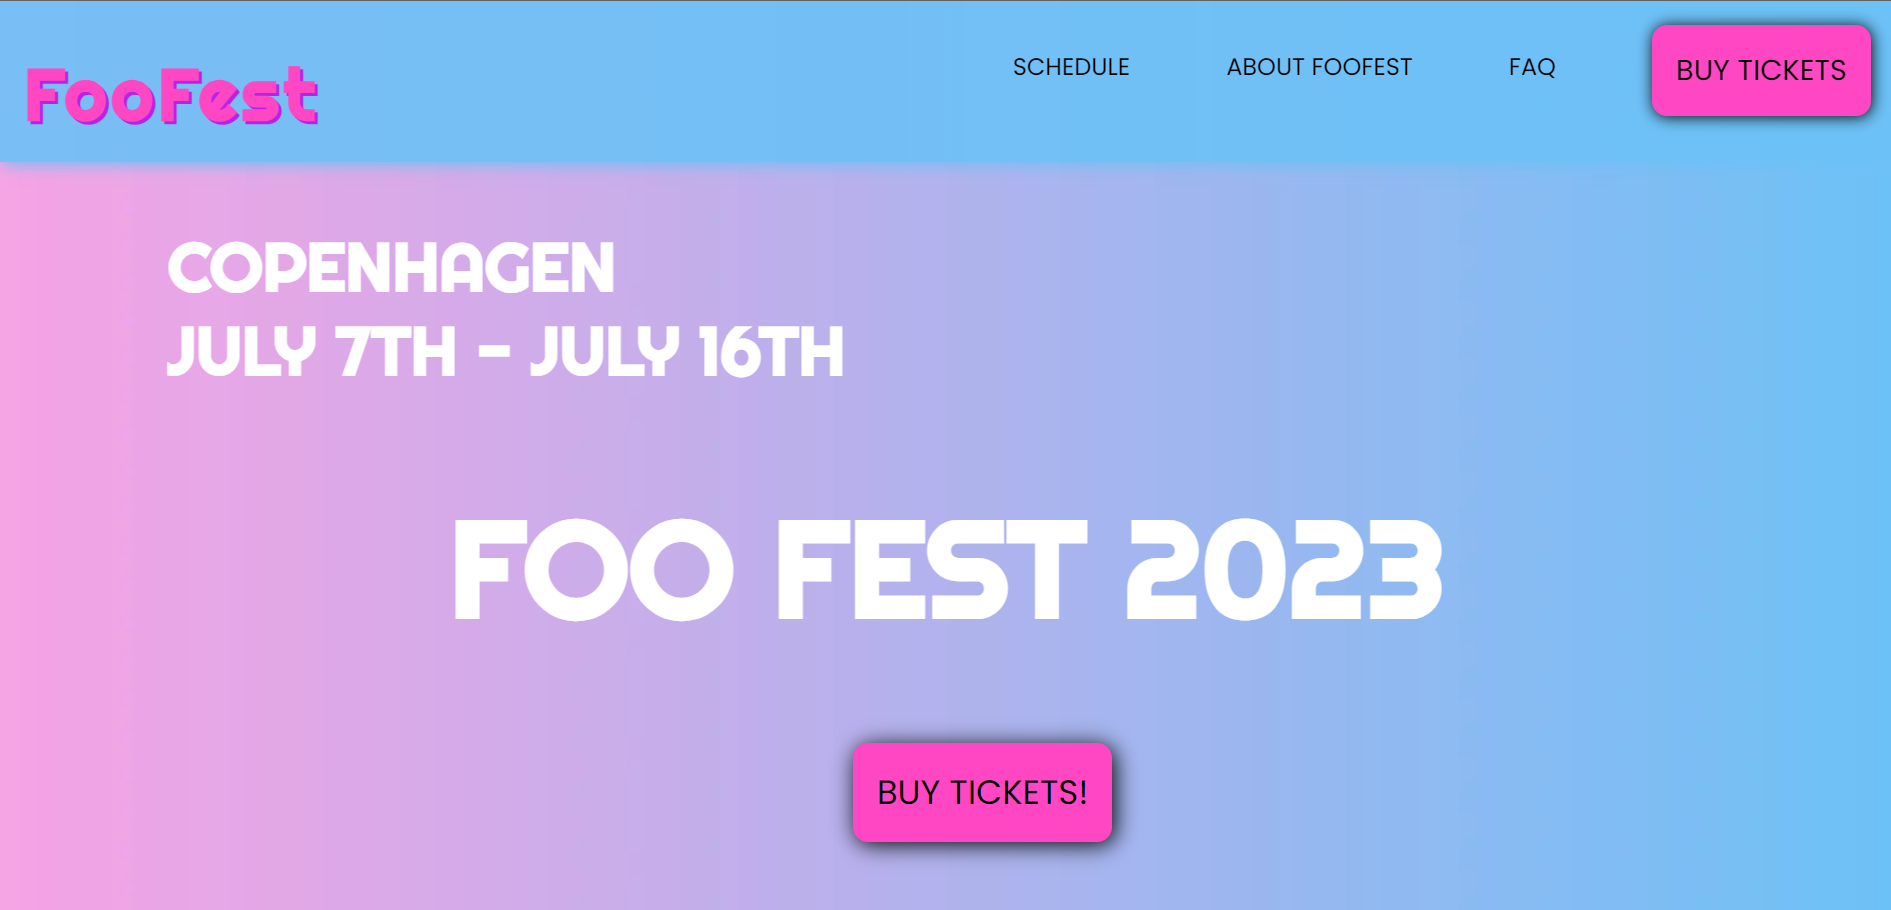 FooFest
SCHEDULE
ABOUT FOOFEST
FAQ
BUY TICKETS
COPENHAGEN
JULY 7TH - JULY 16TH
FOO FEST 2023
BUY TICKETS!